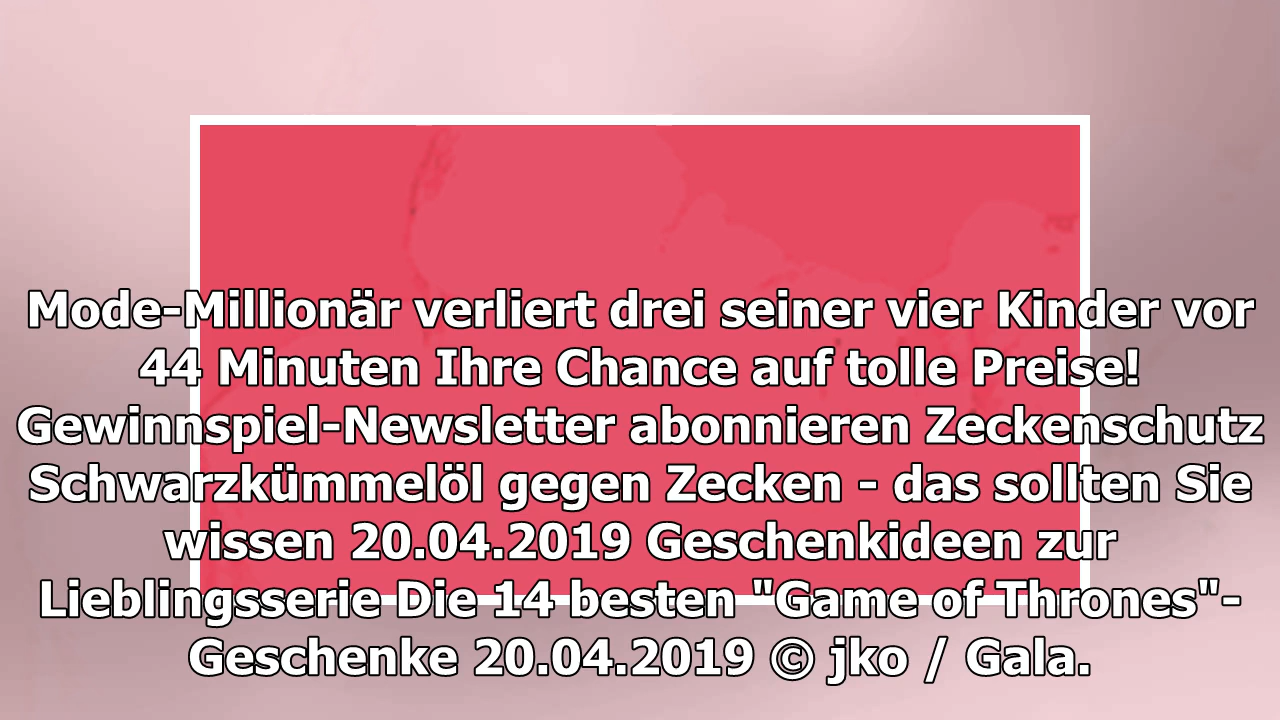 Mode-Millionär verliert drei seiner vier Kinder vor
44 Minuten Ihre Chance auf tolle Preise!
Gewinnspiel-Newsletter abonnieren Zeckenschutz
Schwarzkümmelöl gegen Zecken - das sollten Sie
wissen 20.04.2019 Geschenkideen zur
Lieblingsserie Die 14 besten "Game of Thrones"-
Geschenke 20.04.2019 © jko / Gala.